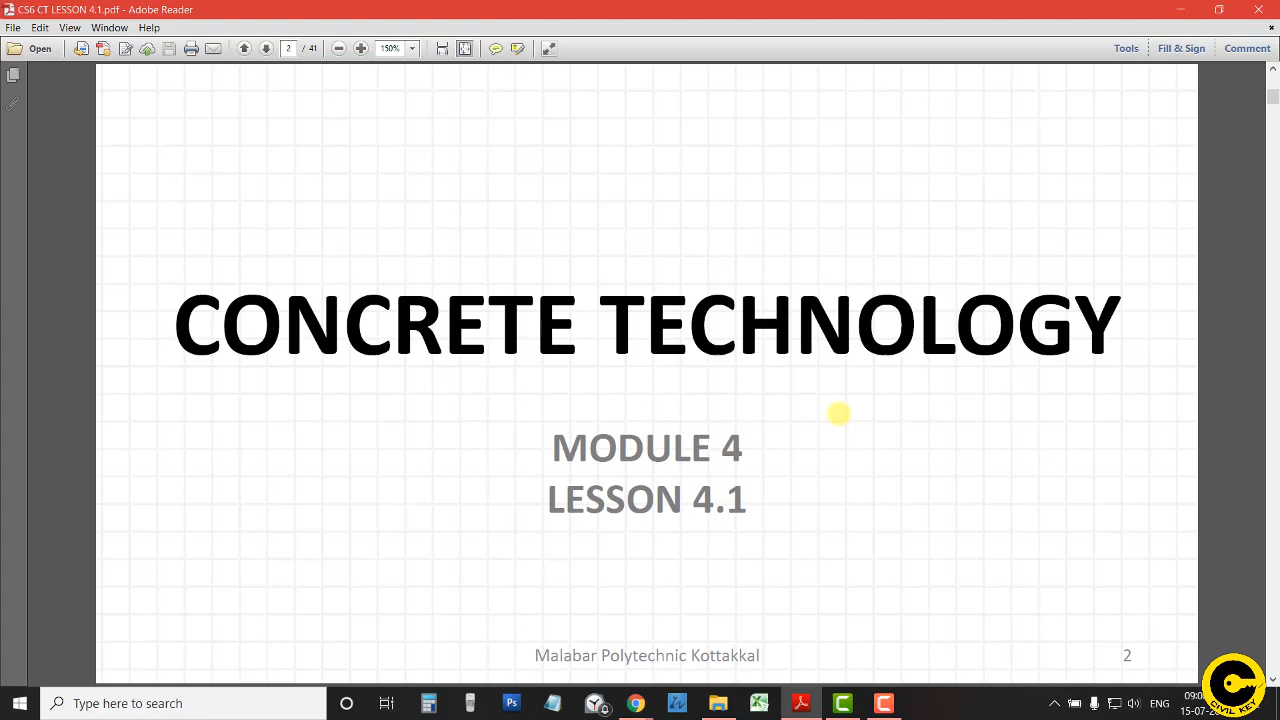 CS6 CT LESSON 4.1.pdf - Adobe Reader
File Edit View Window Help
Open 2 / 41 150% Tools Fill & Sign Comment
CONCRETE TECHNOLOGY
MODULE 4
LESSON 4.1
Malabar Polytechnic Kottakkal 2
Type here to search
Ps
ENG
CIVIL KEY